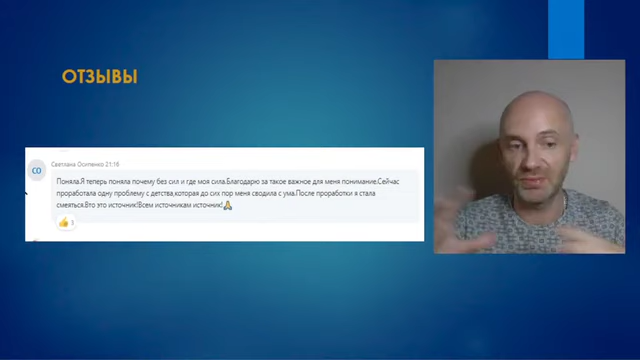 ОТЗЫВЫ
СО
Светлана Осипенко 21:16
Поняла.Я теперь поняла почему без сил и где моя сила.Благодарю за такое важное для меня понимание.Сейчас
проработала одну проблему с детства,которая до сих пор меня сводила с ума.После проработки я стала
смеяться.Вто это источник!Всем источникам источник!🙏
👍 3